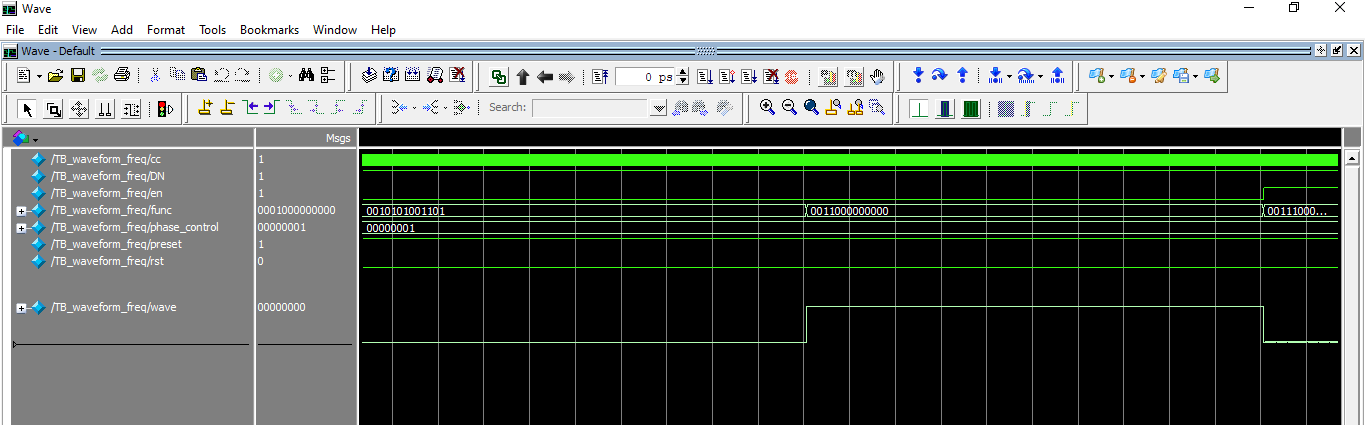 Wave
File Edit View Add Format Tools Bookmarks Window Help
Wave - Default
0 ps
Search:
Msgs
/TB_waveform_freq/cc 1
/TB_waveform_freq/DN 1
/TB_waveform_freq/en 1
/TB_waveform_freq/func 0001000000000 0010101001101 0011000000000 00111000...
/TB_waveform_freq/phase_control 00000001 00000001
/TB_waveform_freq/preset 1
/TB_waveform_freq/rst 0
/TB_waveform_freq/wave 00000000